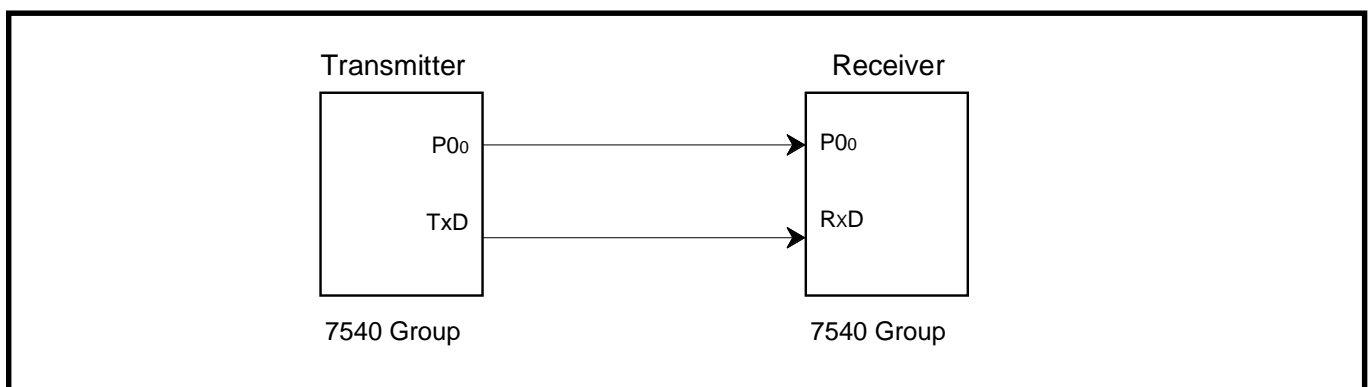 Transmitter
Receiver
P00
P00
TxD
RxD
7540 Group
7540 Group